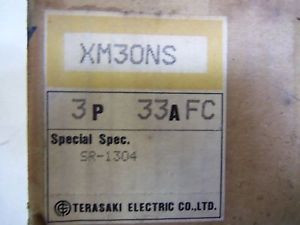 XM30NS
3P 33A FC
Special Spec.
SR-1304
TERASAKI ELECTRIC CO.,LTD.